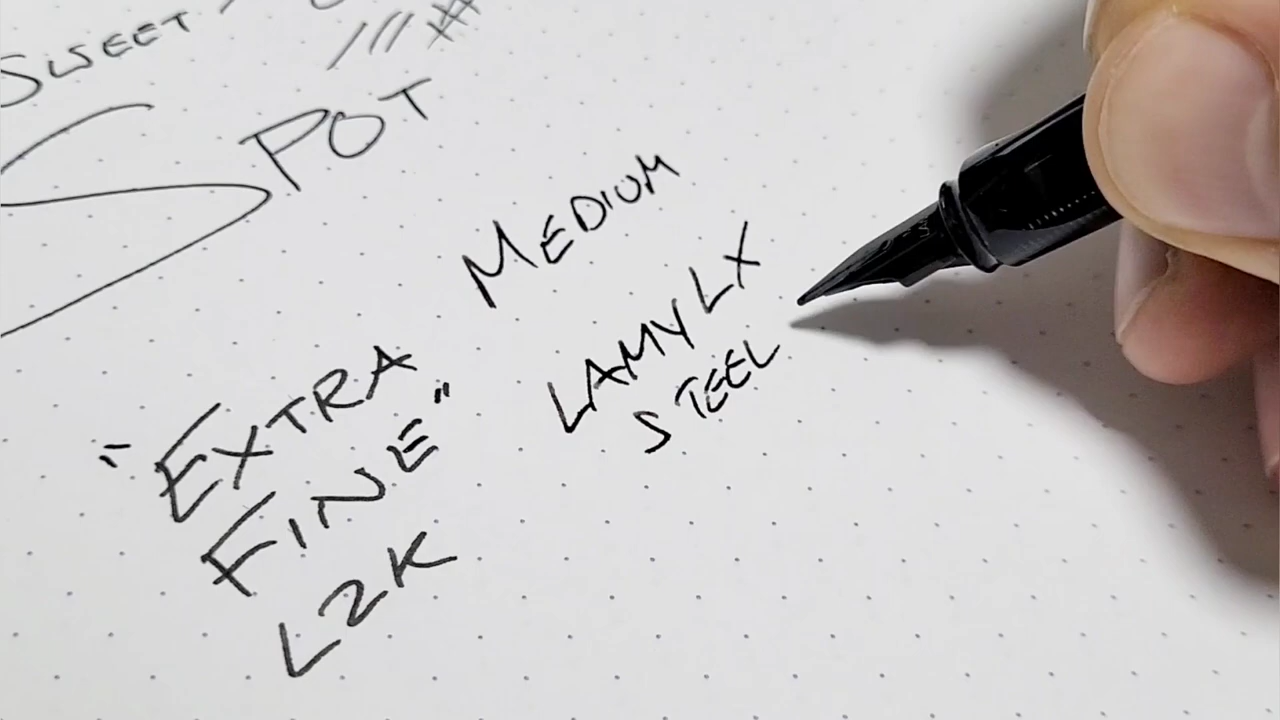 SWEET
SPOT
MEDIUM
LAMY LX
STEEL
"EXTRA
FINE"
L2K